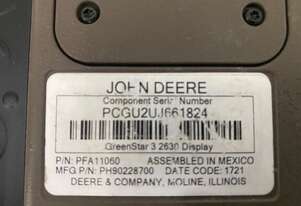 JOHN DEERE
Component Serial Number
PCGU2UJ661824
GreenStar 3 2630 Display
P/N: PFA11060 ASSEMBLED IN MEXICO
MFG P/N: PH90228700 DATE CODE: 1721
DEERE & COMPANY, MOLINE, ILLINOIS